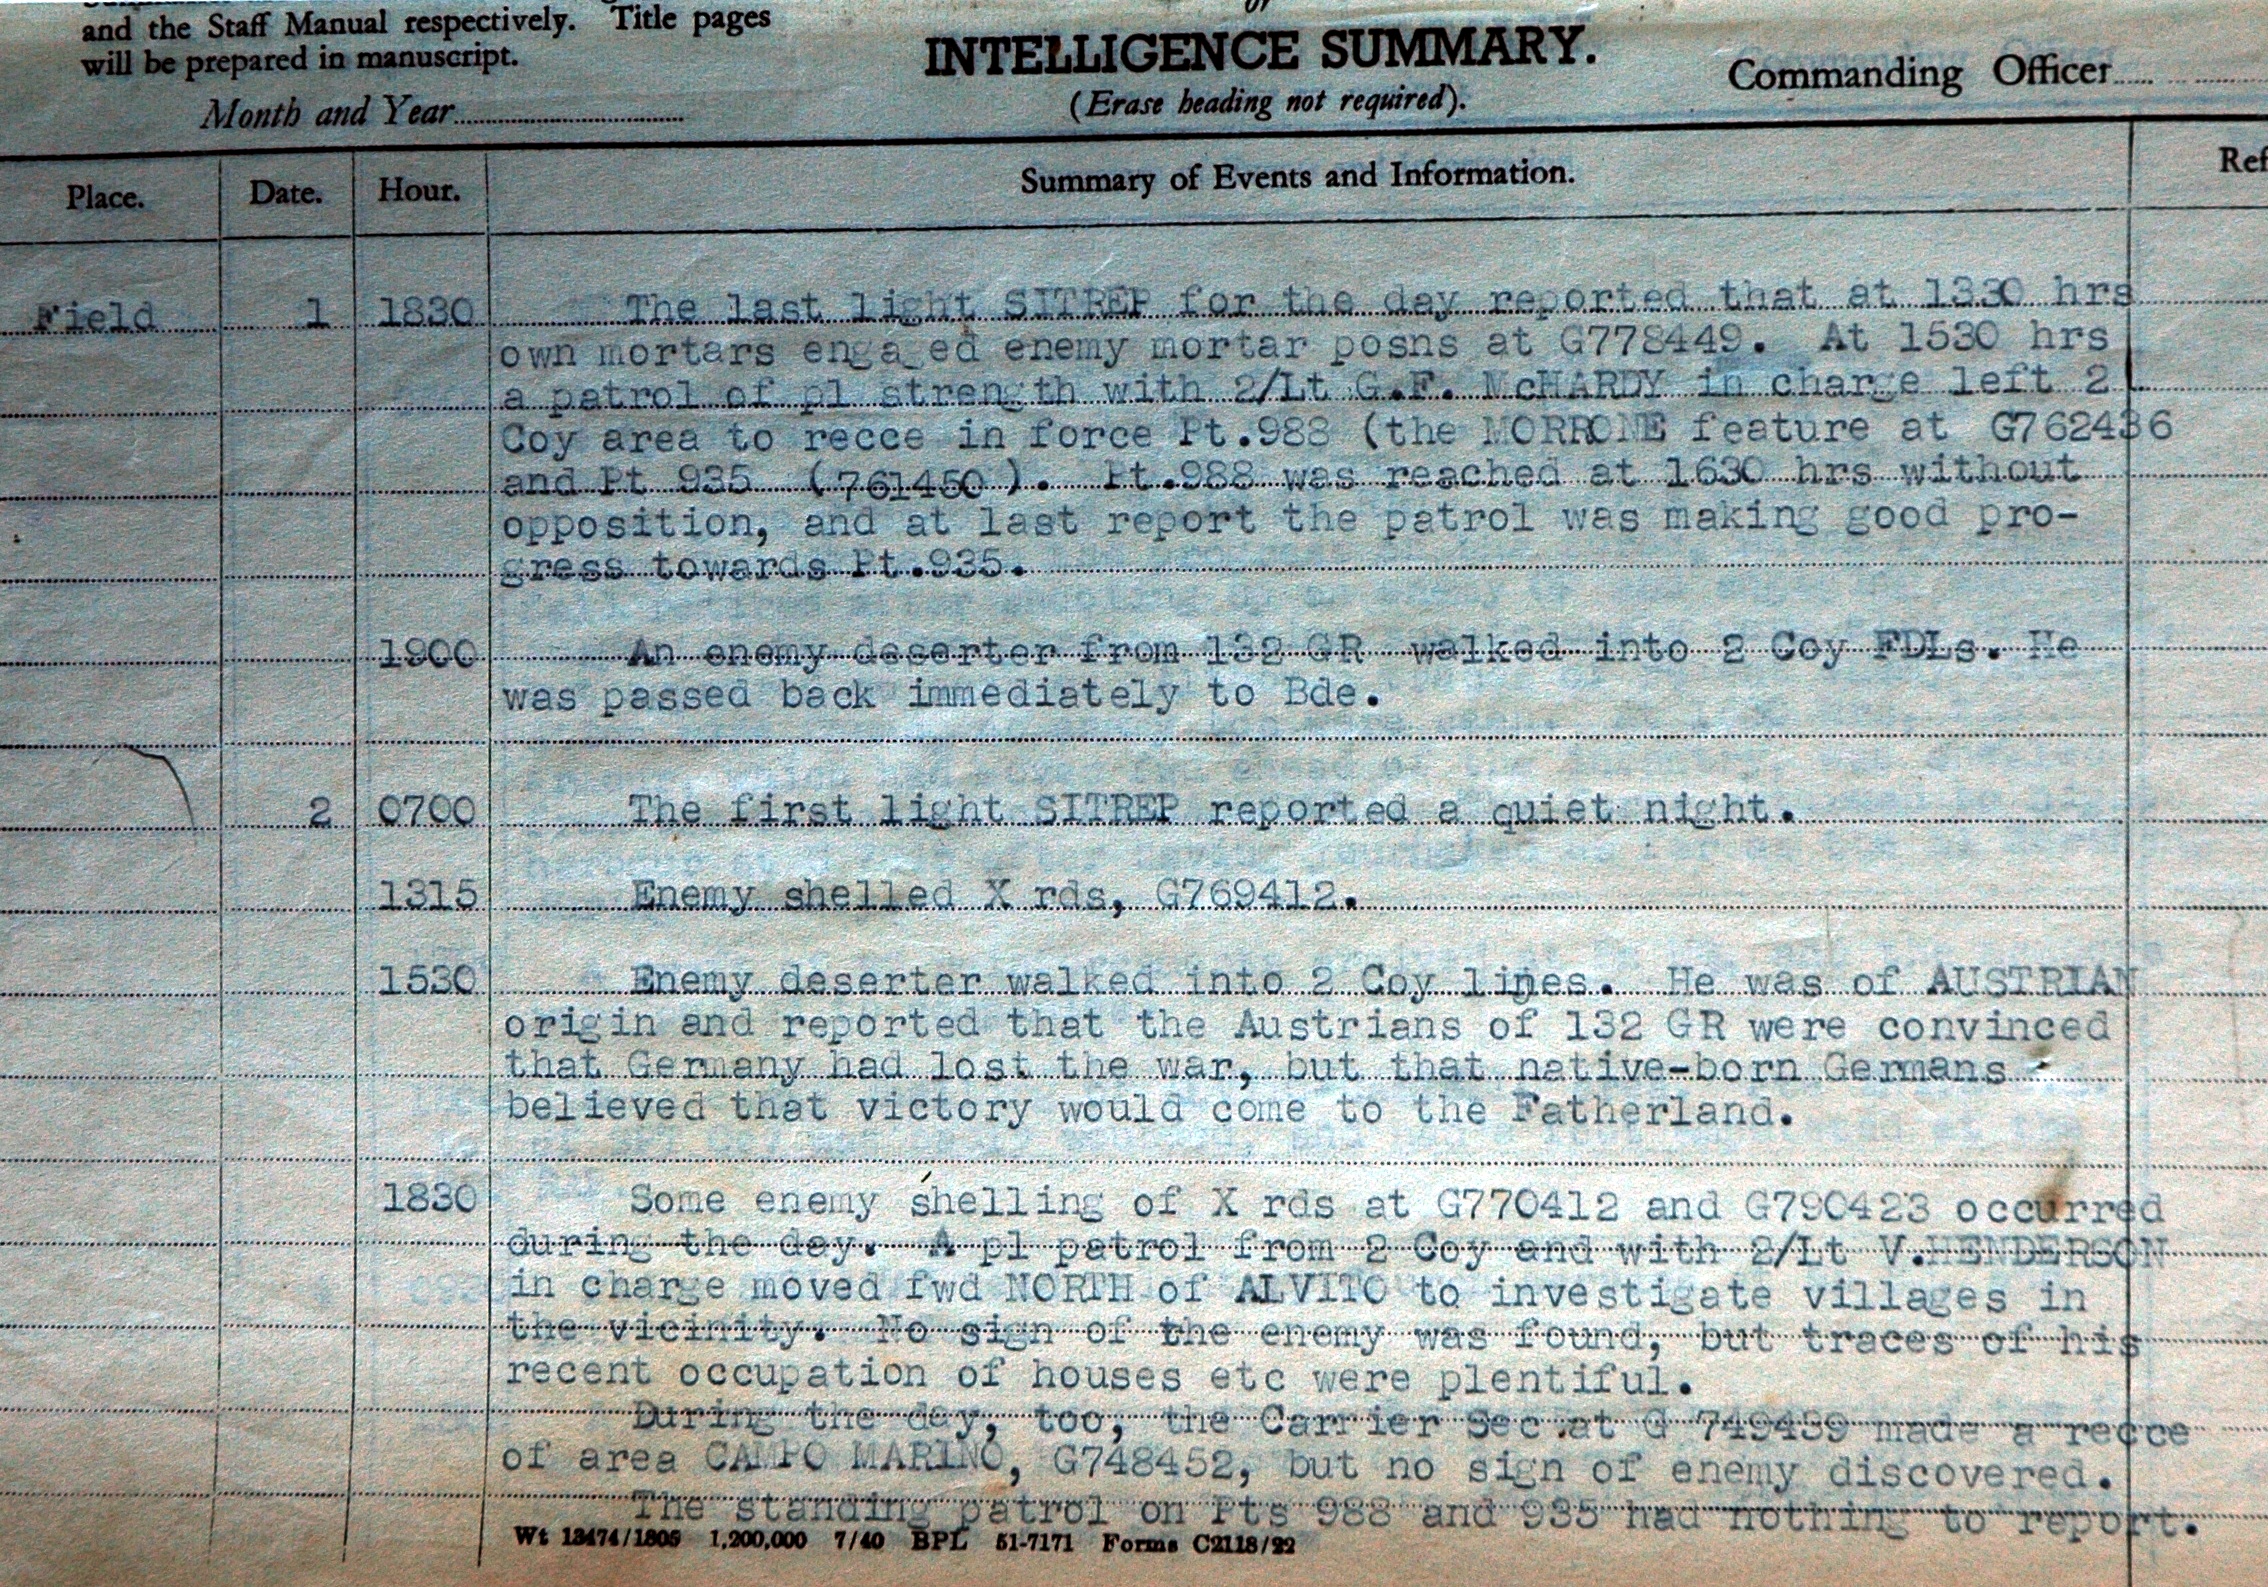 and the Staff Manual respectively. Title pages
will be prepared in manuscript.
Month and Year
or
INTELLIGENCE SUMMARY.
(Erase heading not required).
Commanding Officer
Place. Date. Hour. Summary of Events and Information. Ref
Field 1 1830 The last light SITREP for the day reported that at 1330 hrs
own mortars engaged enemy mortar posns at G778449. At 1530 hrs
a patrol of pl strength with 2/Lt G.F. McHARDY in charge left 2
Coy area to recce in force Pt.988 (the MORRONE feature at G762436
and Pt 935 (761450). Pt.988 was reached at 1630 hrs without
opposition, and at last report the patrol was making good pro-
gress towards Pt.935.
1900 An enemy deserter from 132 GR walked into 2 Coy FDLs. He
was passed back immediately to Bde.
2 0700 The first light SITREP reported a quiet night.
1315 Enemy shelled X rds, G769412.
1530 Enemy deserter walked into 2 Coy lines. He was of AUSTRIAN
origin and reported that the Austrians of 132 GR were convinced
that Germany had lost the war, but that native-born Germans
believed that victory would come to the Fatherland.
1830 Some enemy shelling of X rds at G770412 and G790423 occurred
during the day. A pl patrol from 2 Coy and with 2/Lt V.HENDERSON
in charge moved fwd NORTH of ALVITO to investigate villages in
the vicinity. No sign of the enemy was found, but traces of his
recent occupation of houses etc were plentiful.
During the day, too, the Carrier Sec at G 749439 made a recce
of area CAMPO MARINO, G748452, but no sign of enemy discovered.
The standing patrol on Pts 988 and 935 had nothing to report.
Wt 13474/1805 1,200,000 7/40 BPL 51-7171 Forms C2118/22